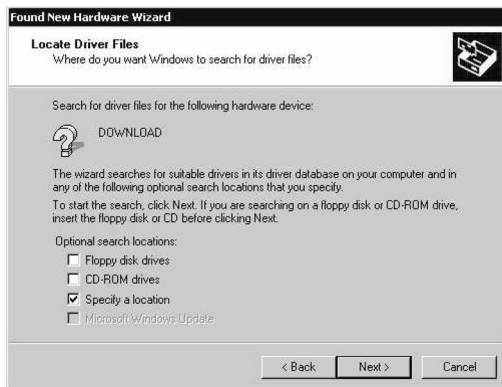 Found New Hardware Wizard
Locate Driver Files
Where do you want Windows to search for driver files?
Search for driver files for the following hardware device:
DOWNLOAD
The wizard searches for suitable drivers in its driver database on your computer and in
any of the following optional search locations that you specify.
To start the search, click Next. If you are searching on a floppy disk or CD-ROM drive,
insert the floppy disk or CD before clicking Next.
Optional search locations:
Floppy disk drives
CD-ROM drives
Specify a location
Microsoft Windows Update
< Back Next > Cancel